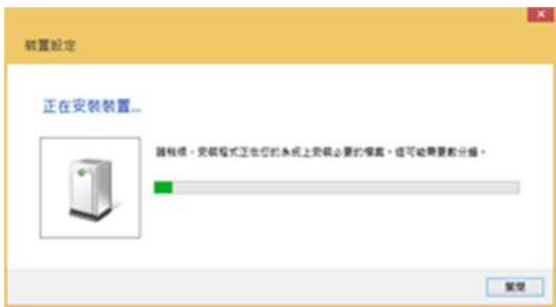 裝置設定
正在安裝裝置...
請稍候，安裝程式正在您的系統上安裝必要的檔案。這可能需要數分鐘。
關閉